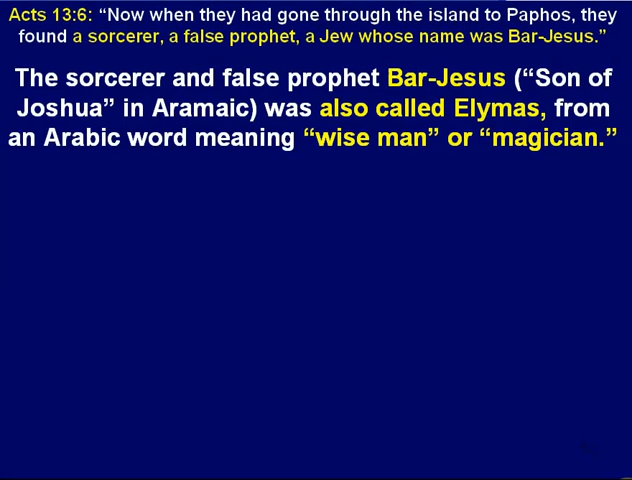 Acts 13:6: “Now when they had gone through the island to Paphos, they
found a sorcerer, a false prophet, a Jew whose name was Bar-Jesus.”
The sorcerer and false prophet Bar-Jesus (“Son of
Joshua” in Aramaic) was also called Elymas, from
an Arabic word meaning “wise man” or “magician.”